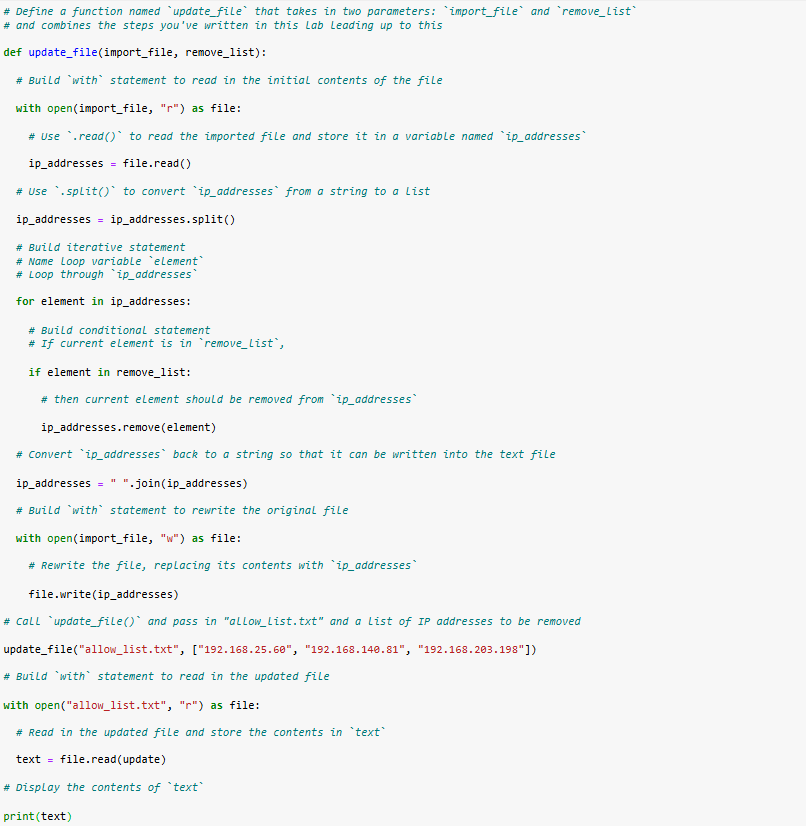 # Define a function named `update_file` that takes in two parameters: `import_file` and `remove_list`
# and combines the steps you've written in this lab leading up to this
def update_file(import_file, remove_list):
# Build `with` statement to read in the initial contents of the file
with open(import_file, "r") as file:
# Use `.read()` to read the imported file and store it in a variable named `ip_addresses`
ip_addresses = file.read()
# Use `.split()` to convert `ip_addresses` from a string to a list
ip_addresses = ip_addresses.split()
# Build iterative statement
# Name loop variable `element`
# Loop through `ip_addresses`
for element in ip_addresses:
# Build conditional statement
# If current element is in `remove_list`,
if element in remove_list:
# then current element should be removed from `ip_addresses`
ip_addresses.remove(element)
# Convert `ip_addresses` back to a string so that it can be written into the text file
ip_addresses = " ".join(ip_addresses)
# Build `with` statement to rewrite the original file
with open(import_file, "w") as file:
# Rewrite the file, replacing its contents with `ip_addresses`
file.write(ip_addresses)
# Call `update_file()` and pass in "allow_list.txt" and a list of IP addresses to be removed
update_file("allow_list.txt", ["192.168.25.60", "192.168.140.81", "192.168.203.198"])
# Build `with` statement to read in the updated file
with open("allow_list.txt", "r") as file:
# Read in the updated file and store the contents in `text`
text = file.read(update)
# Display the contents of `text`
print(text)